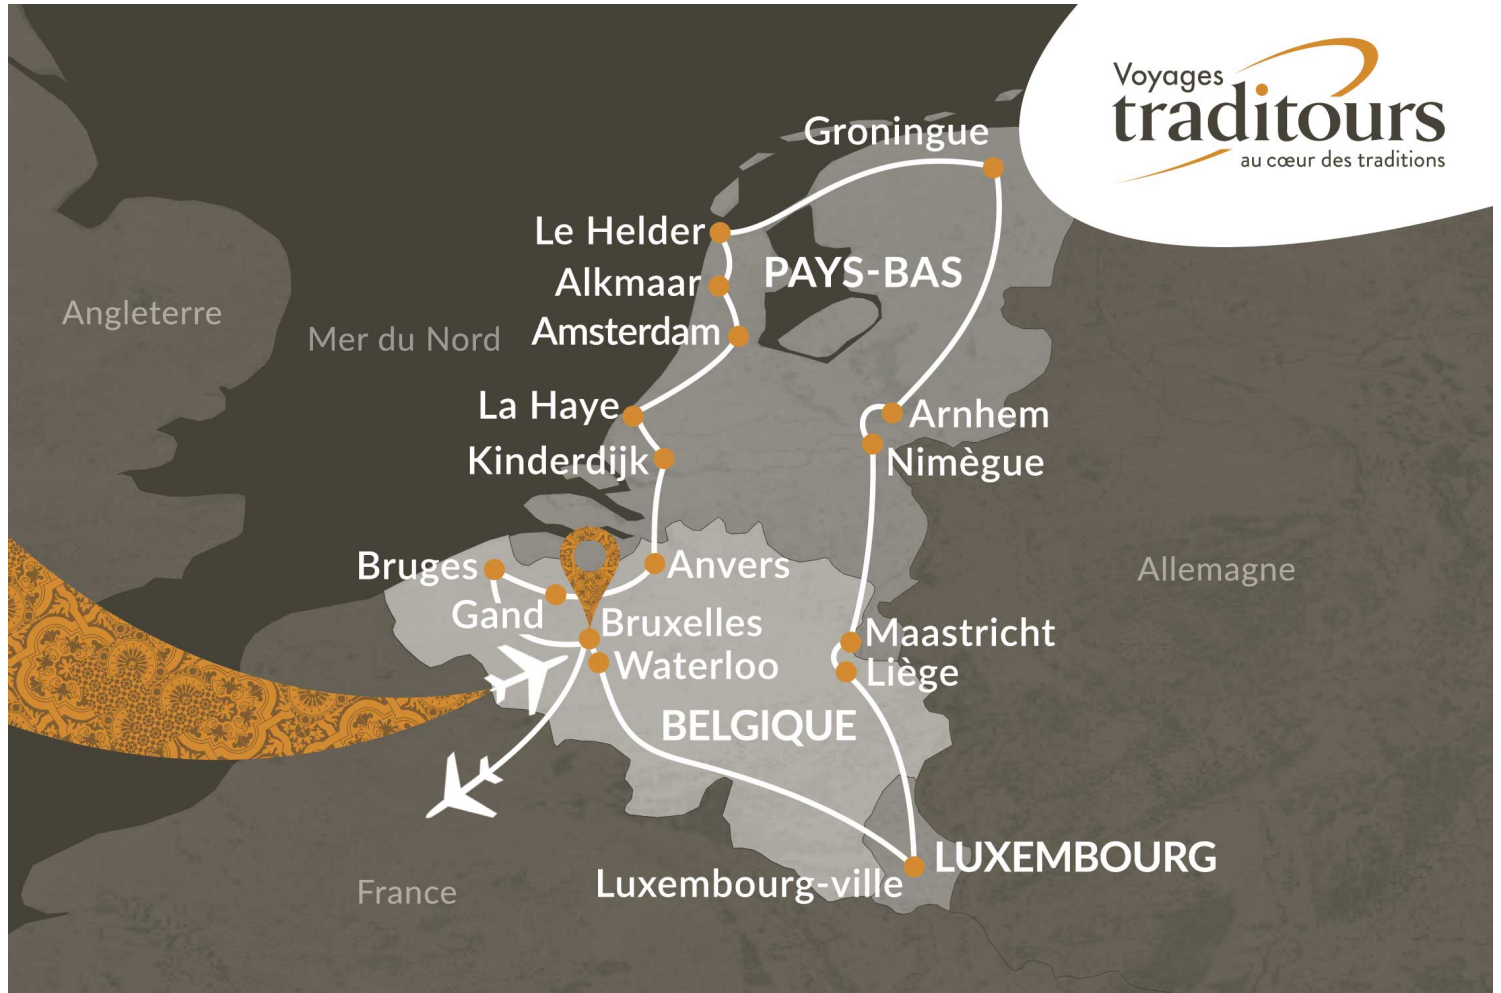 Voyages
traditours
au cœur des traditions
Groningue
Le Helder
PAYS-BAS
Alkmaar
Angleterre
Mer du Nord
Amsterdam
La Haye
Arnhem
Kinderdijk
Nimègue
Bruges
Anvers
Allemagne
Gand
Bruxelles
Maastricht
Waterloo
Liège
BELGIQUE
LUXEMBOURG
Luxembourg-ville
France